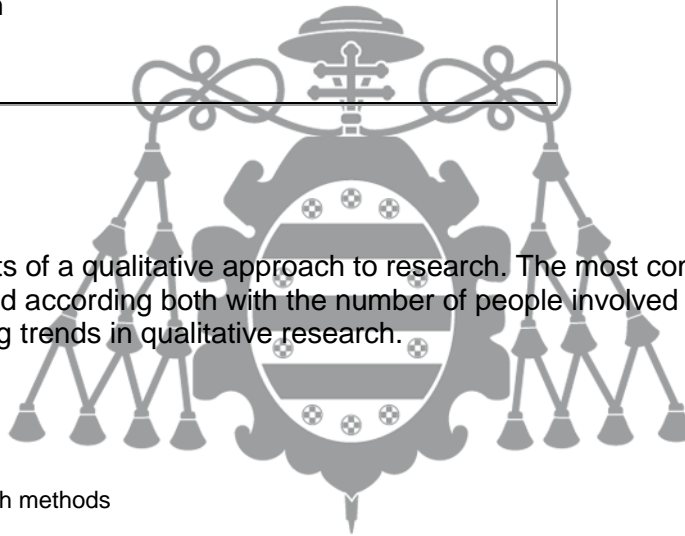 ts of a qualitative approach to research. The most cor
d according both with the number of people involved
g trends in qualitative research.
h methods